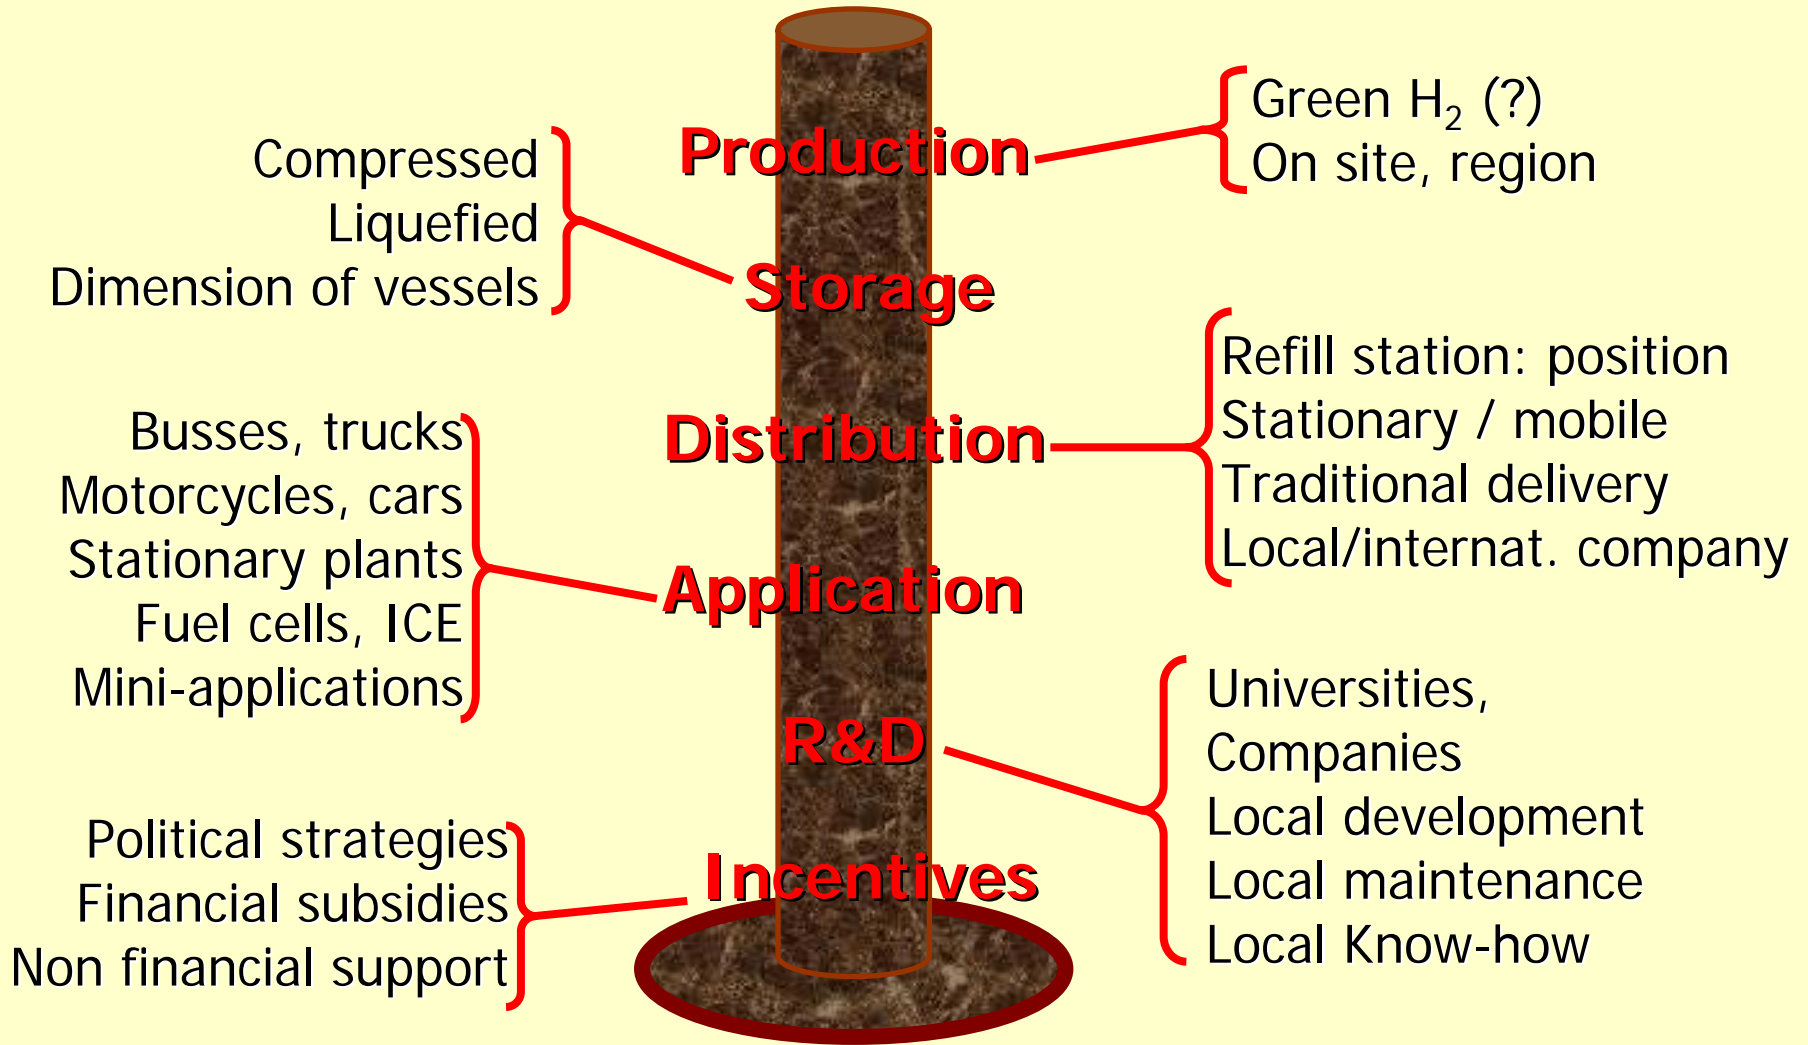 Production
Green H₂ (?)
On site, region
Compressed
Liquefied
Dimension of vessels
Storage
Distribution
Refill station: position
Stationary / mobile
Traditional delivery
Local/internat. company
Busses, trucks
Motorcycles, cars
Stationary plants
Fuel cells, ICE
Mini-applications
Application
R&D
Universities,
Companies
Local development
Local maintenance
Local Know-how
Political strategies
Financial subsidies
Non financial support
Incentives